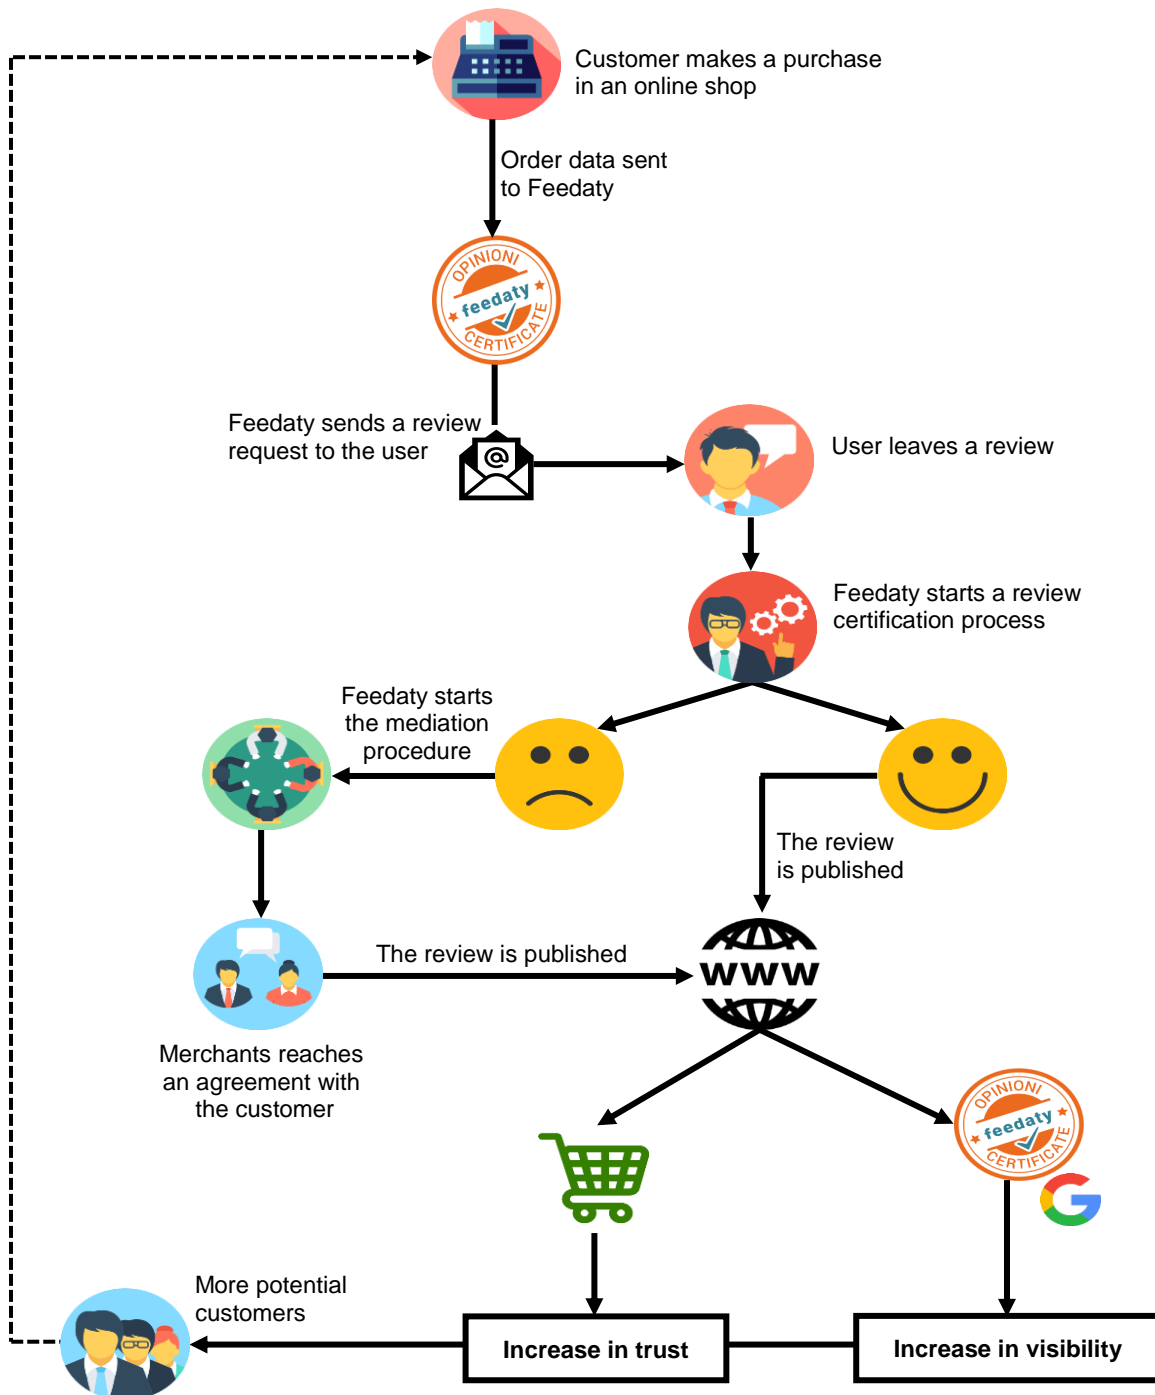 Customer makes a purchase
in an online shop
Order data sent
to Feedaty
OPINIONI
feedaty
CERTIFICATE
Feedaty sends a review
request to the user
@
User leaves a review
Feedaty starts a review
certification process
Feedaty starts
the mediation
procedure
The review
is published
The review is published
WWW
Merchants reaches
an agreement with
the customer
OPINIONI
feedaty
CERTIFICATE
G
More potential
customers
Increase in trust
Increase in visibility